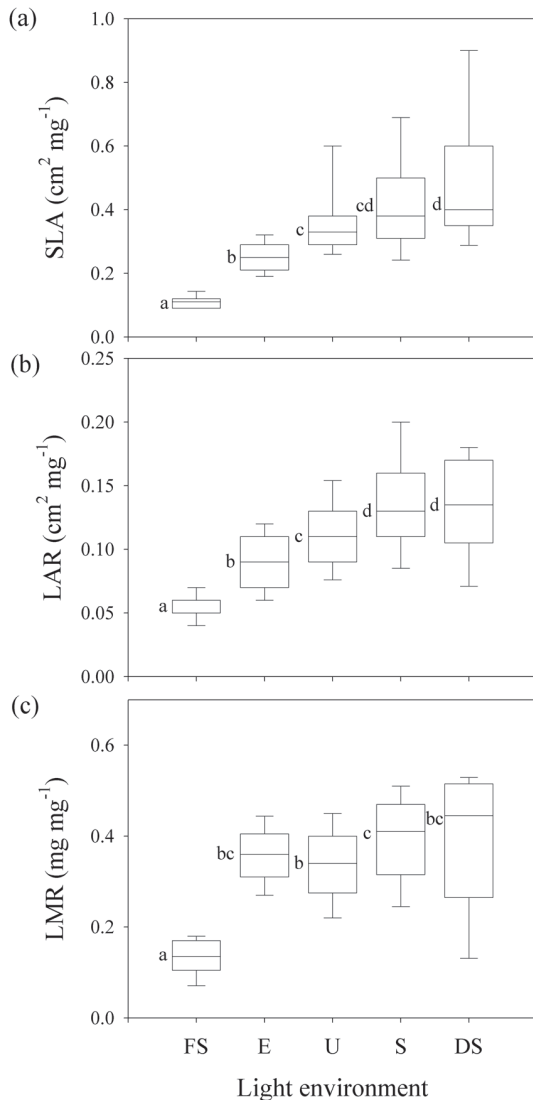 (a)
1.0
0.8
0.6
0.4
0.2
0.0
SLA (cm² mg⁻¹)
a
b
c
cd
d
(b)
0.25
0.20
0.15
0.10
0.05
0.00
LAR (cm² mg⁻¹)
a
b
c
d
d
(c)
0.6
0.4
0.2
0.0
LMR (mg mg⁻¹)
a
bc
b
c
bc
FS E U S DS
Light environment